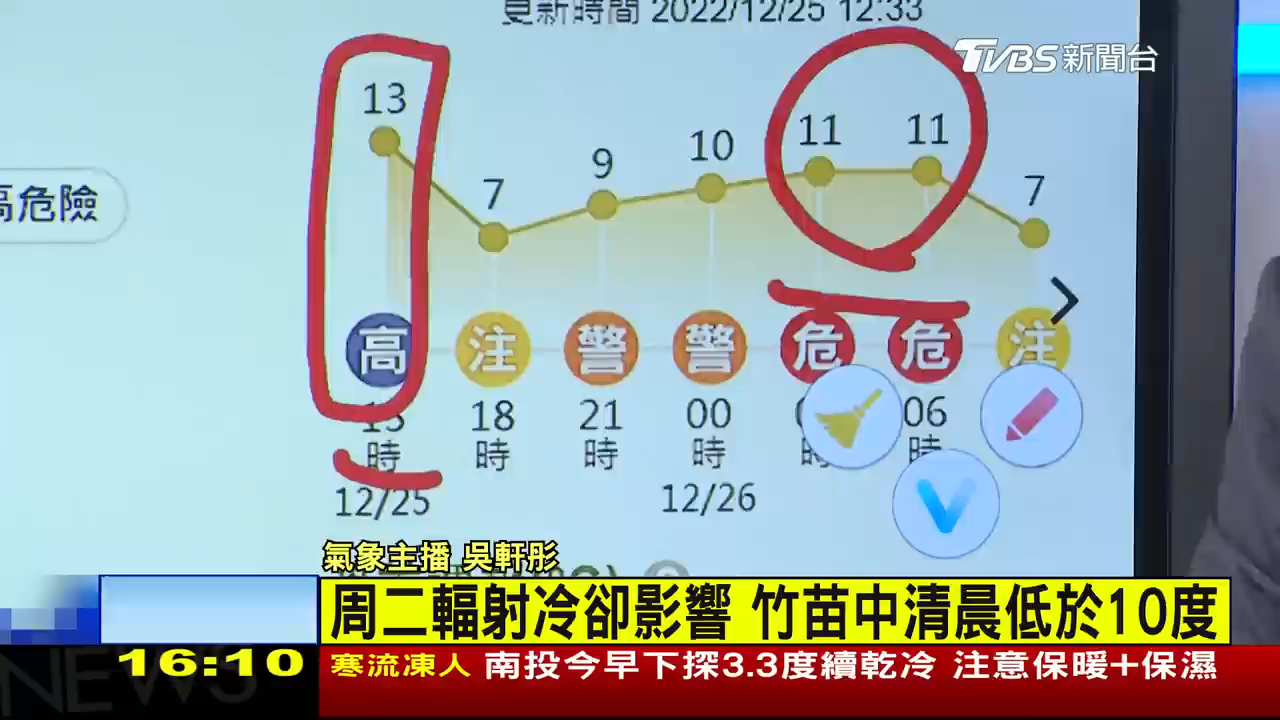 更新時間 2022/12/25 12:33
TVBS新聞台
高危險
13 7 9 10 11 11 7
高 注 警 警 危 危 注
18 21 00 06
時 時 時 時 時 時
12/25 12/26
氣象主播 吳軒彤
周二輻射冷卻影響 竹苗中清晨低於10度
16:10 寒流凍人 南投今早下探3.3度續乾冷 注意保暖+保濕
NEWS